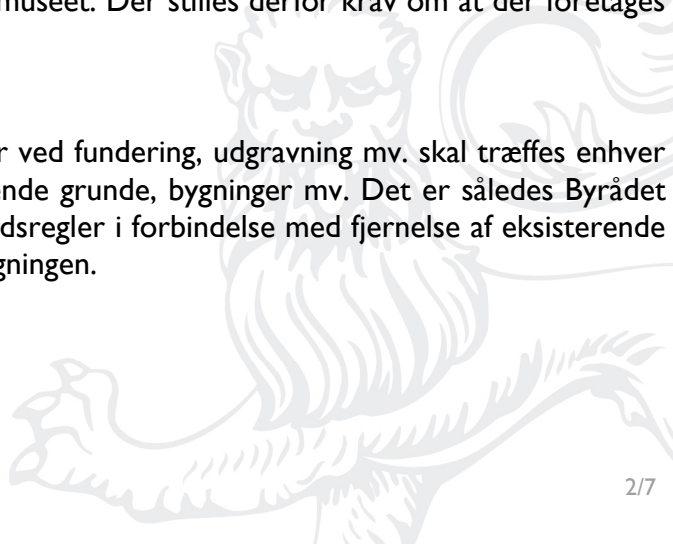 museet. Der stilles derfor krav om at der foretages
r ved fundering, udgravning mv. skal træffes enhver
ende grunde, bygninger mv. Det er således Byrådet
dsregler i forbindelse med fjernelse af eksisterende
gningen.
2/7